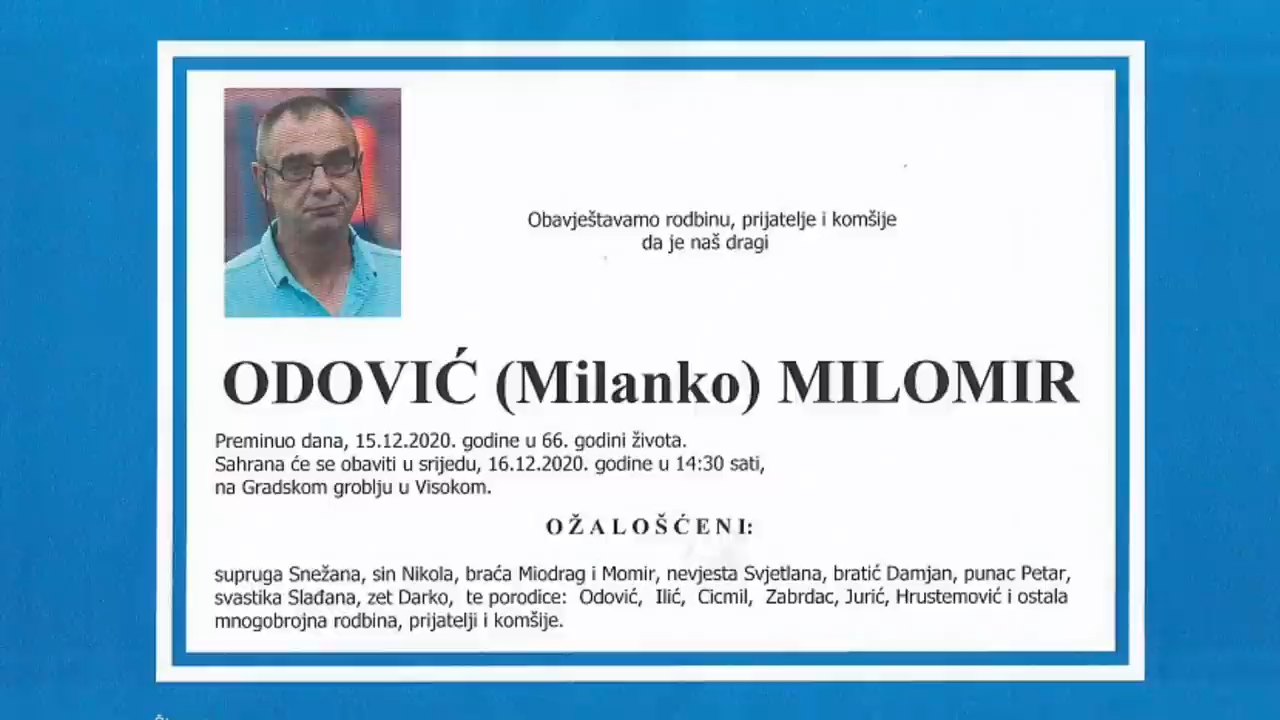 Obavještavamo rodbinu, prijatelje i komšije
da je naš dragi
ODOVIĆ (Milanko) MILOMIR
Preminuo dana, 15.12.2020. godine u 66. godini života.
Sahrana će se obaviti u srijedu, 16.12.2020. godine u 14:30 sati,
na Gradskom groblju u Visokom.
OŽALOŠĆENI:
supruga Snežana, sin Nikola, braća Miodrag i Momir, nevjesta Svjetlana, bratić Damjan, punac Petar,
svastika Slađana, zet Darko, te porodice: Odović, Ilić, Cicmil, Zabrdac, Jurić, Hrustemović i ostala
mnogobrojna rodbina, prijatelji i komšije.